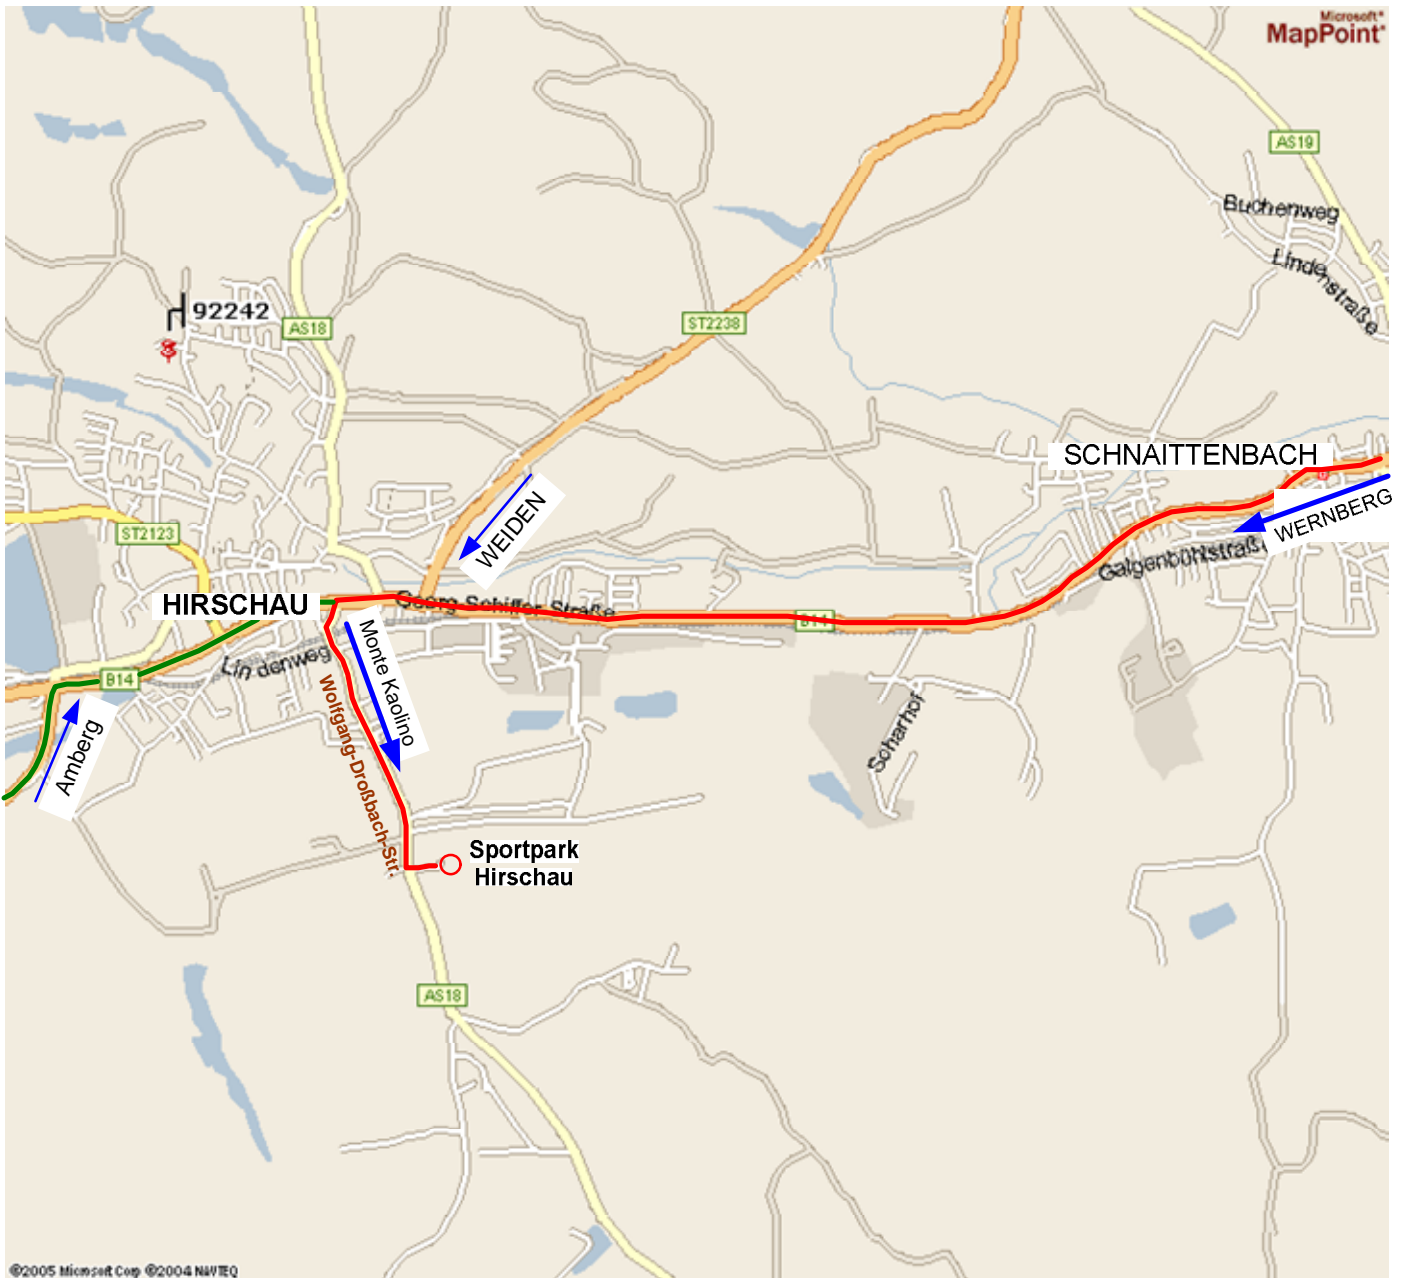 Microsoft®
MapPoint®
AS19
Buchenweg
Lindenstraße
92242
AS18
ST2238
SCHNAITTENBACH
WERNBERG
WEIDEN
ST2123
Galgenbühlstraße
HIRSCHAU
Georg-Schiffer-Straße
B14
Lindenweg
Monte Kaolino
B14
Wolfgang-Droßbach-Str.
Amberg
Scharhof
Sportpark
Hirschau
AS18
©2005 Microsoft Corp ©2004 NAVTEQ